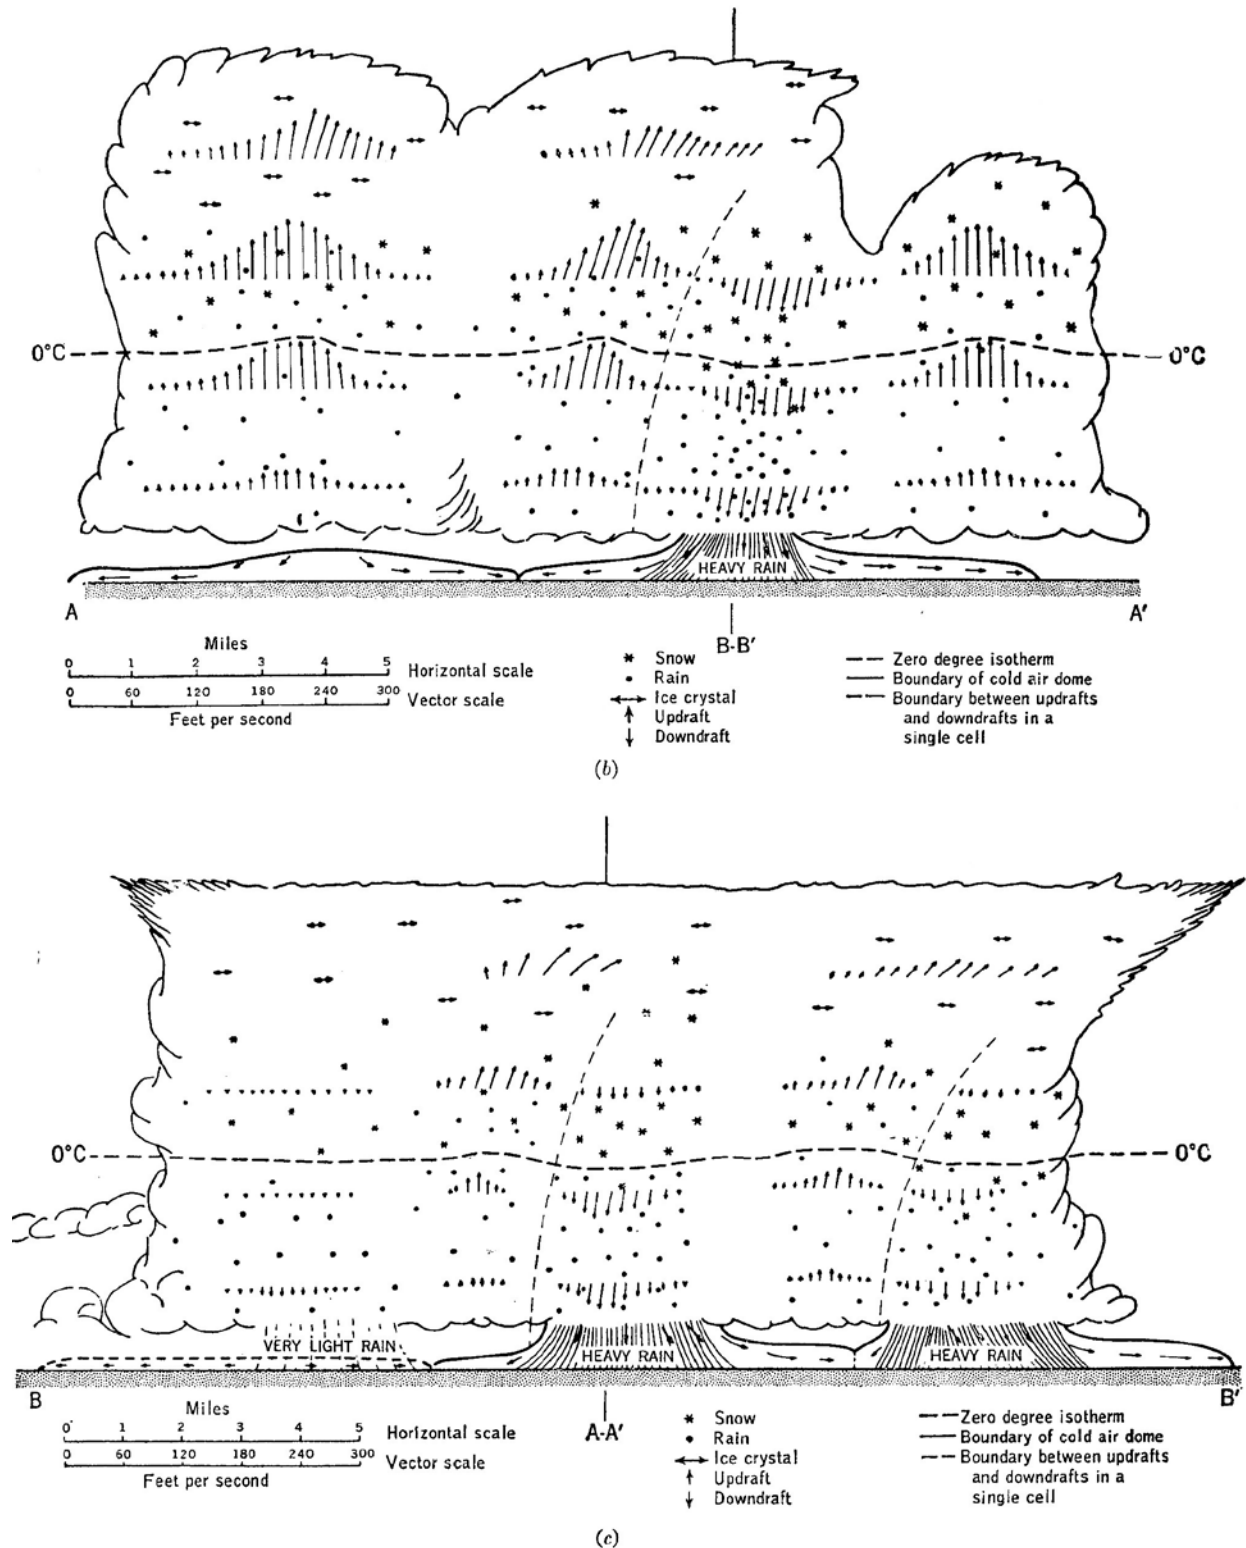 0°C
0°C
HEAVY RAIN
A
A'
B-B'
Miles
0 1 2 3 4 5
Horizontal scale
0 60 120 180 240 300
Vector scale
Feet per second
Snow
Rain
Ice crystal
Updraft
Downdraft
Zero degree isotherm
Boundary of cold air dome
Boundary between updrafts
and downdrafts in a
single cell
(b)
0°C
0°C
VERY LIGHT RAIN
HEAVY RAIN
HEAVY RAIN
B
B'
A-A'
Miles
0 1 2 3 4 5
Horizontal scale
0 60 120 180 240 300
Vector scale
Feet per second
Snow
Rain
Ice crystal
Updraft
Downdraft
Zero degree isotherm
Boundary of cold air dome
Boundary between updrafts
and downdrafts in a
single cell
(c)